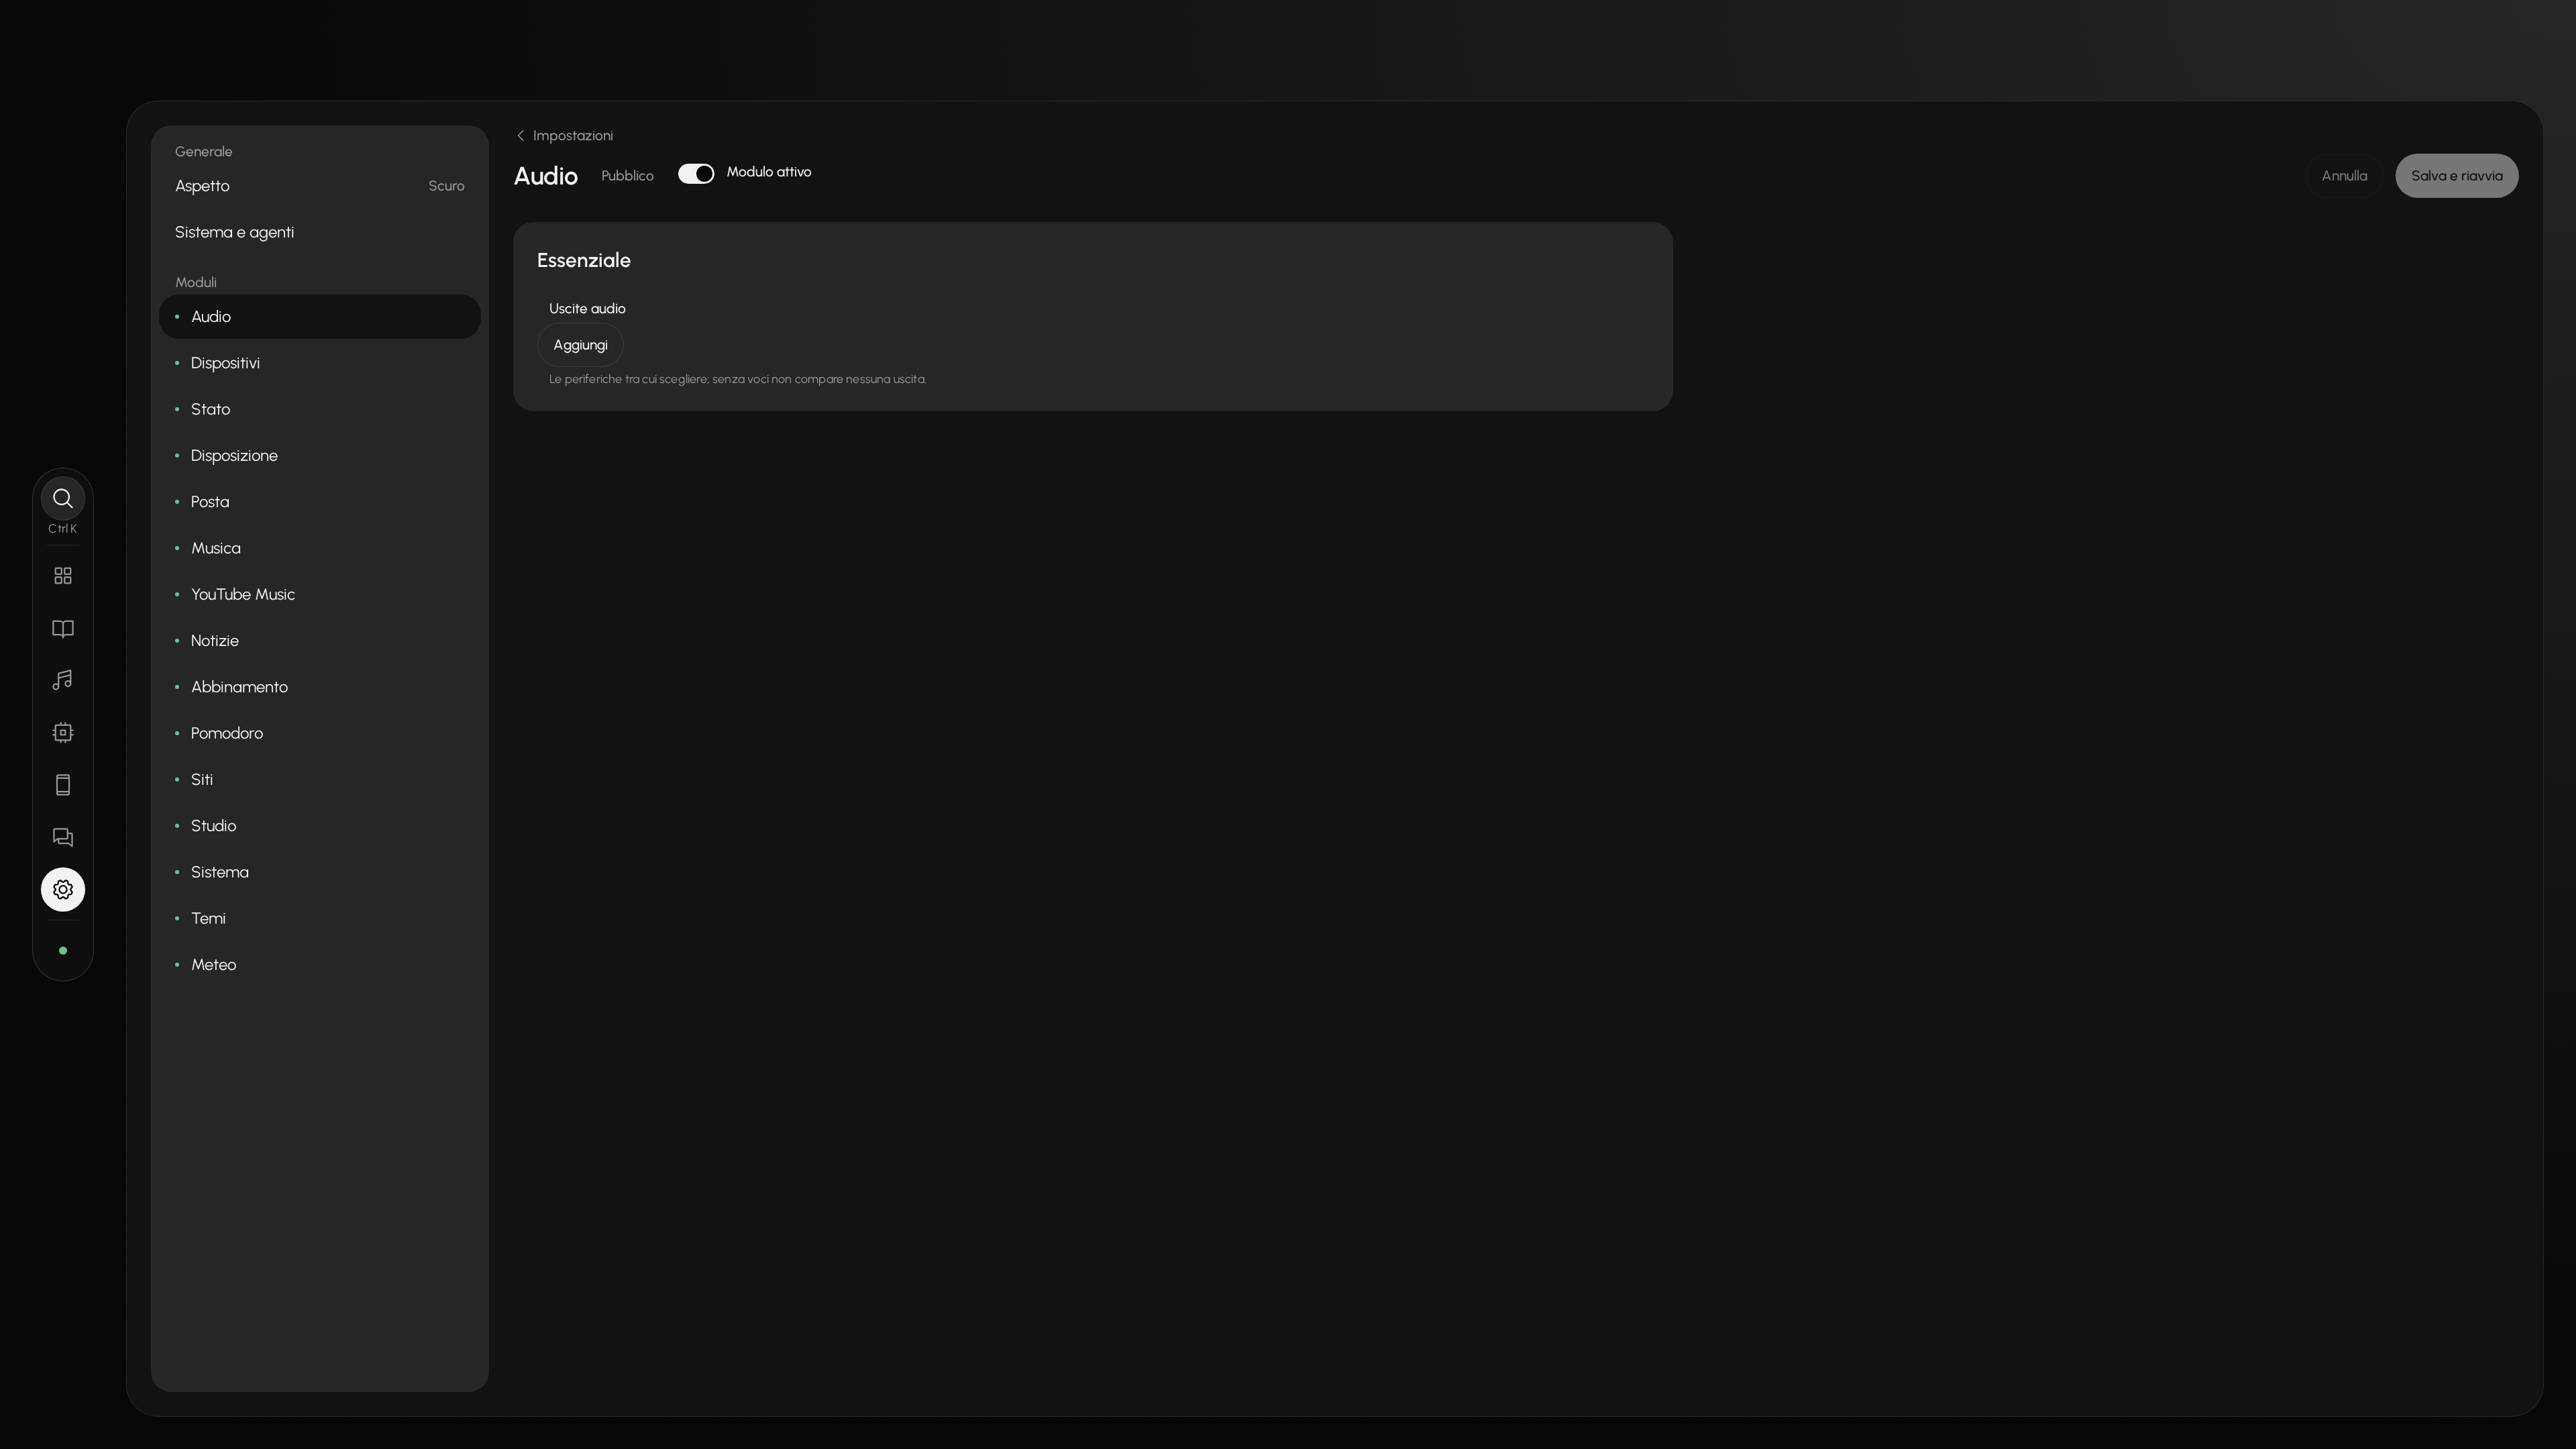 Generale
Aspetto Scuro
Sistema e agenti
Moduli
Audio
Dispositivi
Stato
Disposizione
Posta
Musica
YouTube Music
Notizie
Abbinamento
Pomodoro
Siti
Studio
Sistema
Temi
Meteo
Ctrl K
Impostazioni
Audio Pubblico Modulo attivo Annulla Salva e riavvia
Essenziale
Uscite audio
Aggiungi
Le periferiche tra cui scegliere; senza voci non compare nessuna uscita.